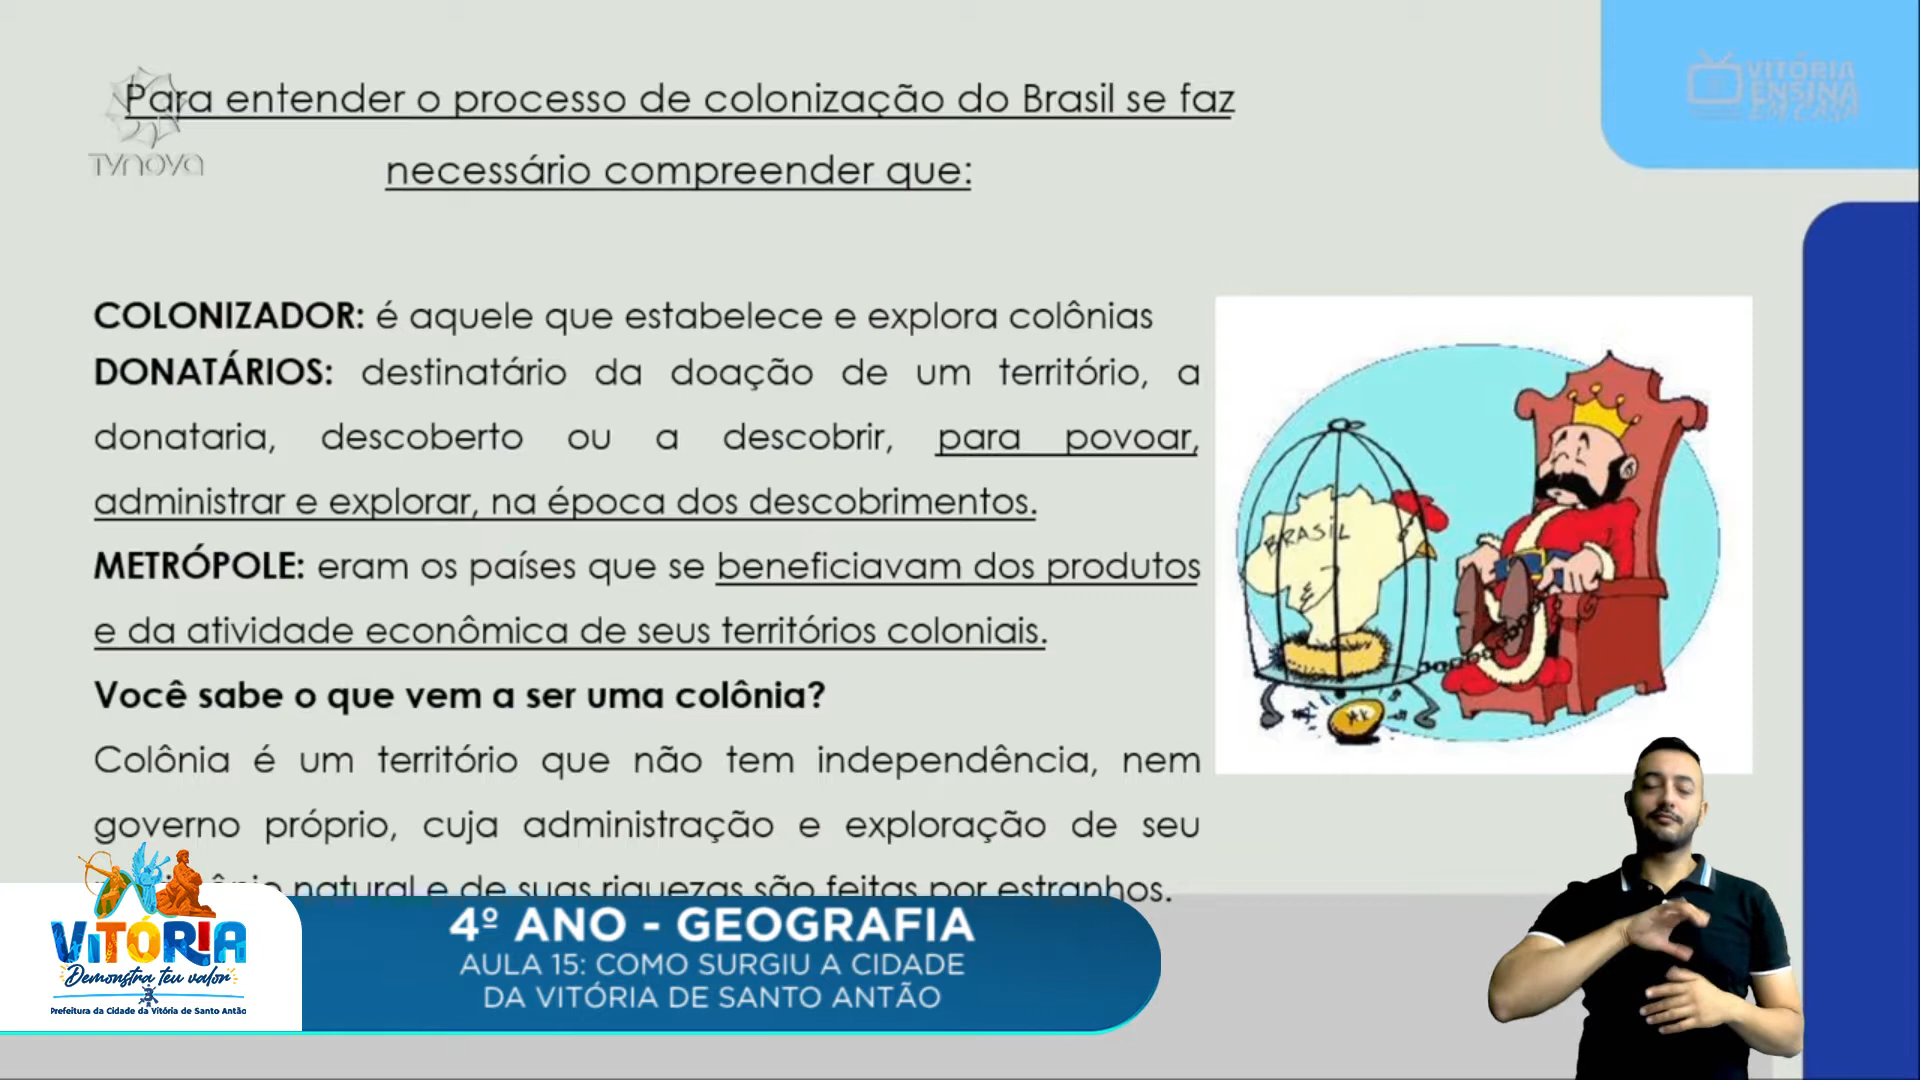 Para entender o processo de colonização do Brasil se faz
necessário compreender que:
TVNOVA
VITÓRIA
ENSINA
EM CASA
COLONIZADOR: é aquele que estabelece e explora colônias
DONATÁRIOS: destinatário da doação de um território, a
donataria, descoberto ou a descobrir, para povoar,
administrar e explorar, na época dos descobrimentos.
METRÓPOLE: eram os países que se beneficiavam dos produtos
e da atividade econômica de seus territórios coloniais.
Você sabe o que vem a ser uma colônia?
Colônia é um território que não tem independência, nem
governo próprio, cuja administração e exploração de seu
natural e de suas riquezas são feitas por estranhos.
BRASIL
VITÓRIA
Demonstra teu valor
Prefeitura da Cidade da Vitória de Santo Antão
4º ANO - GEOGRAFIA
AULA 15: COMO SURGIU A CIDADE
DA VITÓRIA DE SANTO ANTÃO